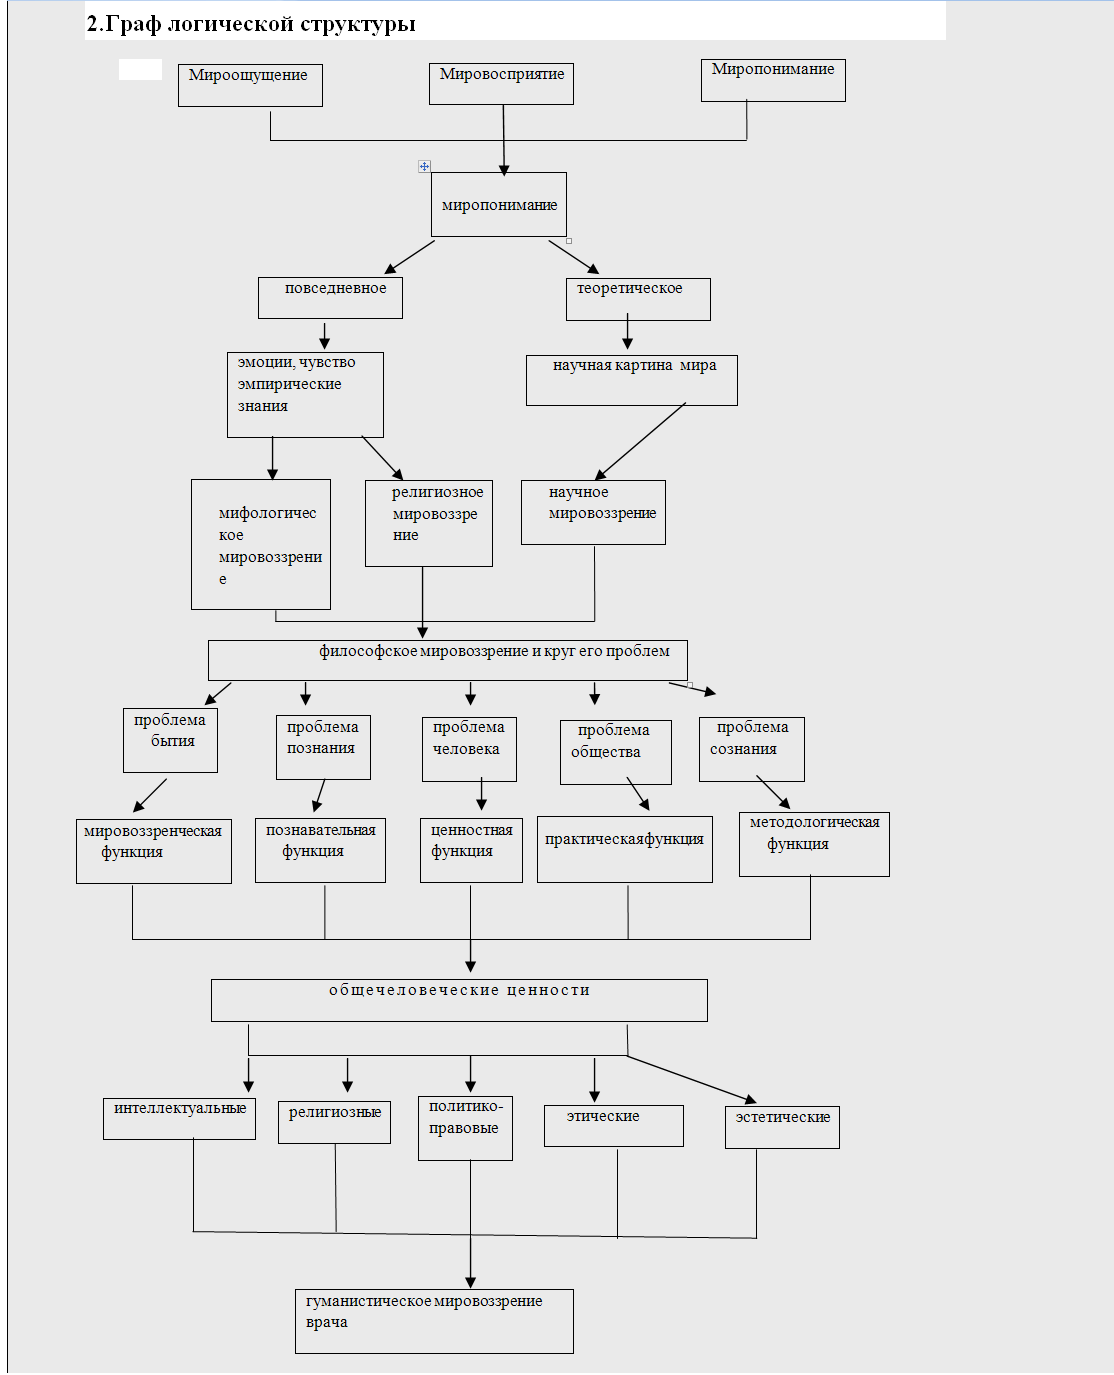 2.Граф логической структуры
Мироощущение
Мировосприятие
Миропонимание
миропонимание
повседневное
теоретическое
эмоции, чувство
эмпирические
знания
научная картина мира
мифологичес
кое
мировоззрени
е
религиозное
мировоззре
ние
научное
мировоззрение
философское мировоззрение и круг его проблем
проблема
бытия
проблема
познания
проблема
человека
проблема
общества
проблема
сознания
мировоззренческая
функция
познавательная
функция
ценностная
функция
практическаяфункция
методологическая
функция
общечеловеческие ценности
интеллектуальные
религиозные
политико-
правовые
этические
эстетические
гуманистическое мировоззрение
врача